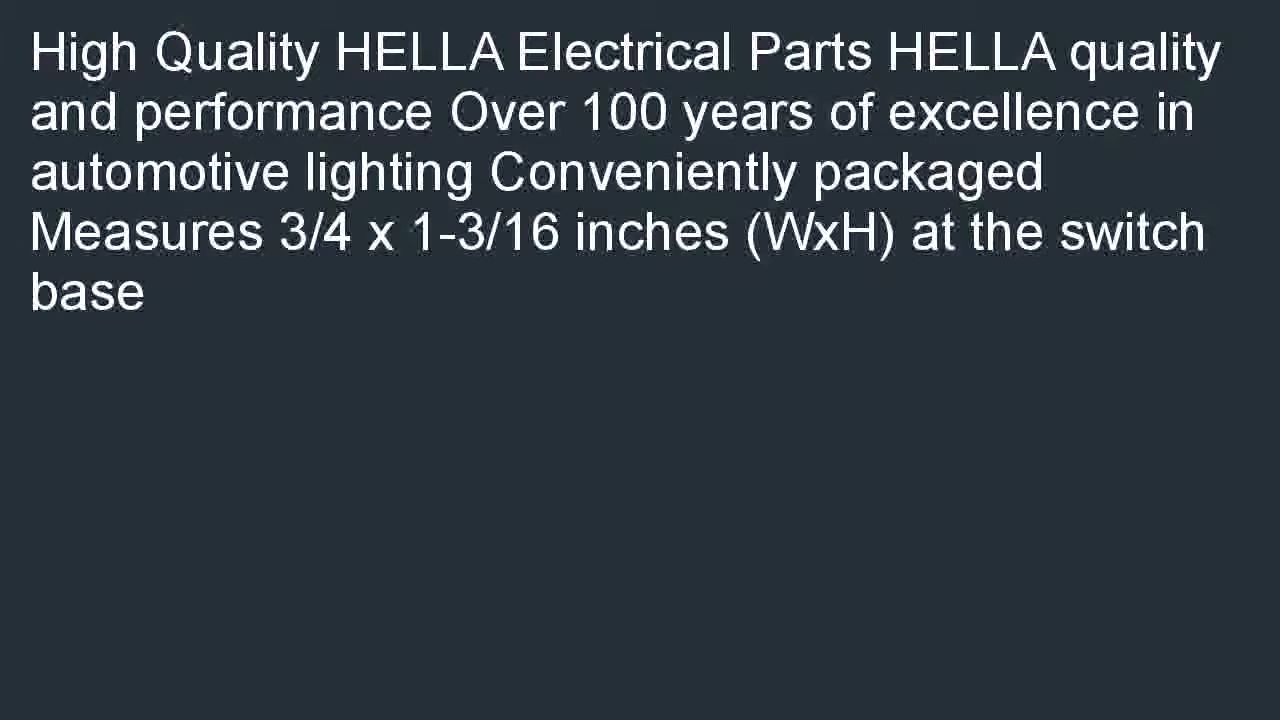 High Quality HELLA Electrical Parts HELLA quality
and performance Over 100 years of excellence in
automotive lighting Conveniently packaged
Measures 3/4 x 1-3/16 inches (WxH) at the switch
base